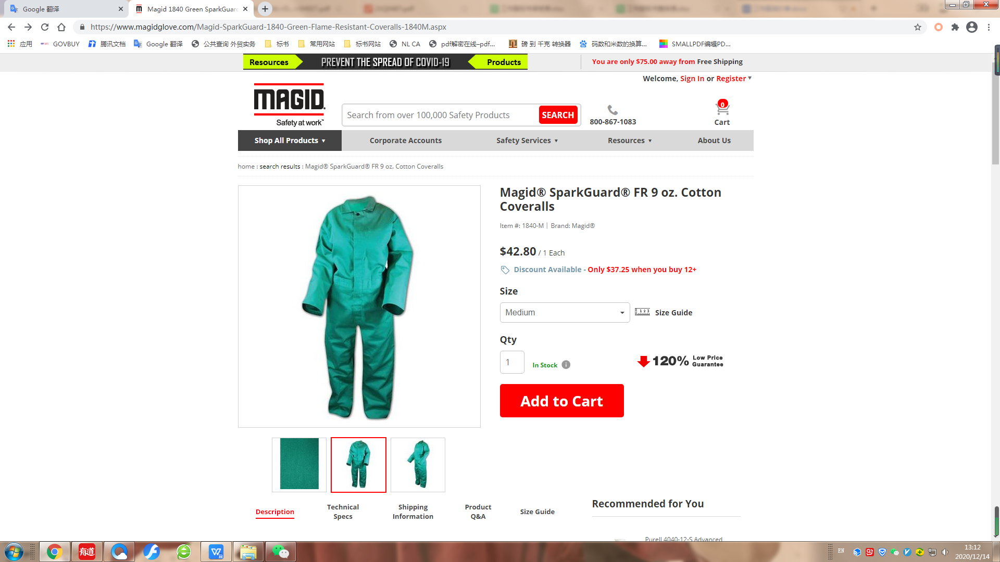 Google 翻译
Magid 1840 Green SparkGuard
https://www.magidglove.com/Magid-SparkGuard-1840-Green-Flame-Resistant-Coveralls-1840M.aspx
应用
GOVBUY
腾讯文档
Google 翻译
公共查询 外贸实务
标书
常用网站
标书网站
NL CA
pdf解密在线–pdf...
磅 到 千克 转换器
码数和米数的换算...
SMALLPDF编辑PD...
Resources
PREVENT THE SPREAD OF COVID-19
Products
You are only $75.00 away from Free Shipping
Welcome, Sign In or Register
MAGID
Safety at work™
Search from over 100,000 Safety Products
SEARCH
800-867-1083
0
Cart
Shop All Products
Corporate Accounts
Safety Services
Resources
About Us
home : search results : Magid® SparkGuard® FR 9 oz. Cotton Coveralls
Magid® SparkGuard® FR 9 oz. Cotton
Coveralls
Item #: 1840-M | Brand: Magid®
$42.80 / 1 Each
Discount Available - Only $37.25 when you buy 12+
Size
Medium
1 2 3
Size Guide
Qty
1
In Stock
120% Low Price
Guarantee
Add to Cart
Description
Technical
Specs
Shipping
Information
Product
Q&A
Size Guide
Recommended for You
Purell 4040-12-S Advanced
有道
EN
13:12
2020/12/14